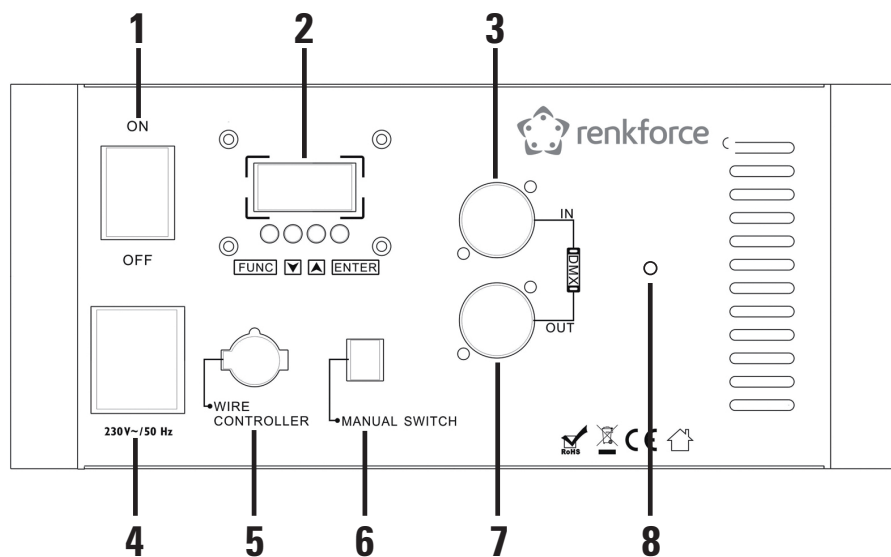 1 2 3
ON
renkforce
IN
DMX
OUT
OFF
FUNC ENTER
WIRE
CONTROLLER
MANUAL SWITCH
230V~/50 Hz
RoHS CE
4 5 6 7 8